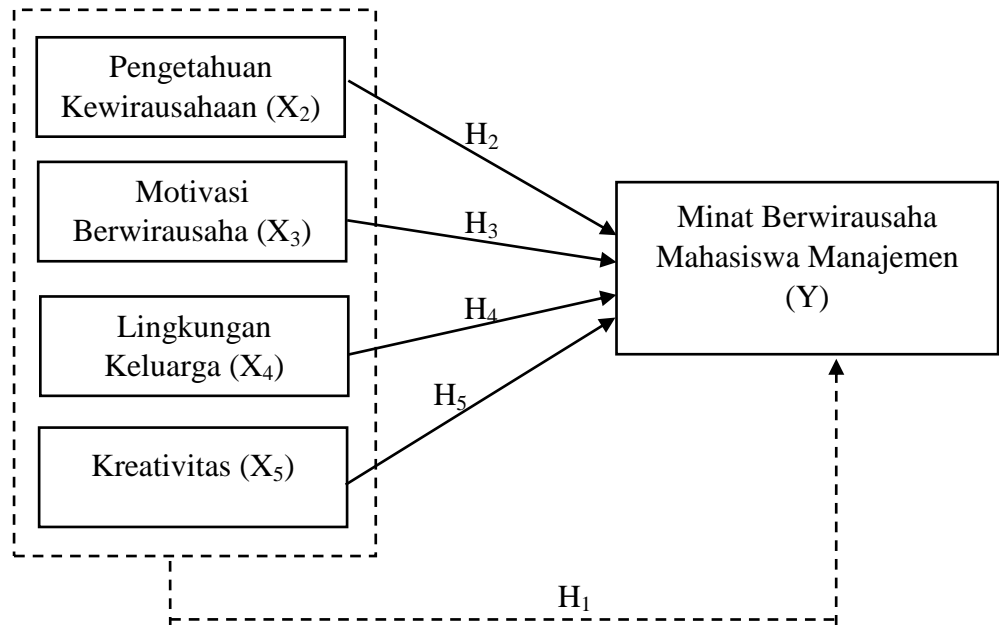 Pengetahuan
Kewirausahaan (X₂)
H₂
Motivasi
Berwirausaha (X₃)
H₃
Minat Berwirausaha
Mahasiswa Manajemen
(Y)
Lingkungan
Keluarga (X₄)
H₄
H₅
Kreativitas (X₅)
H₁